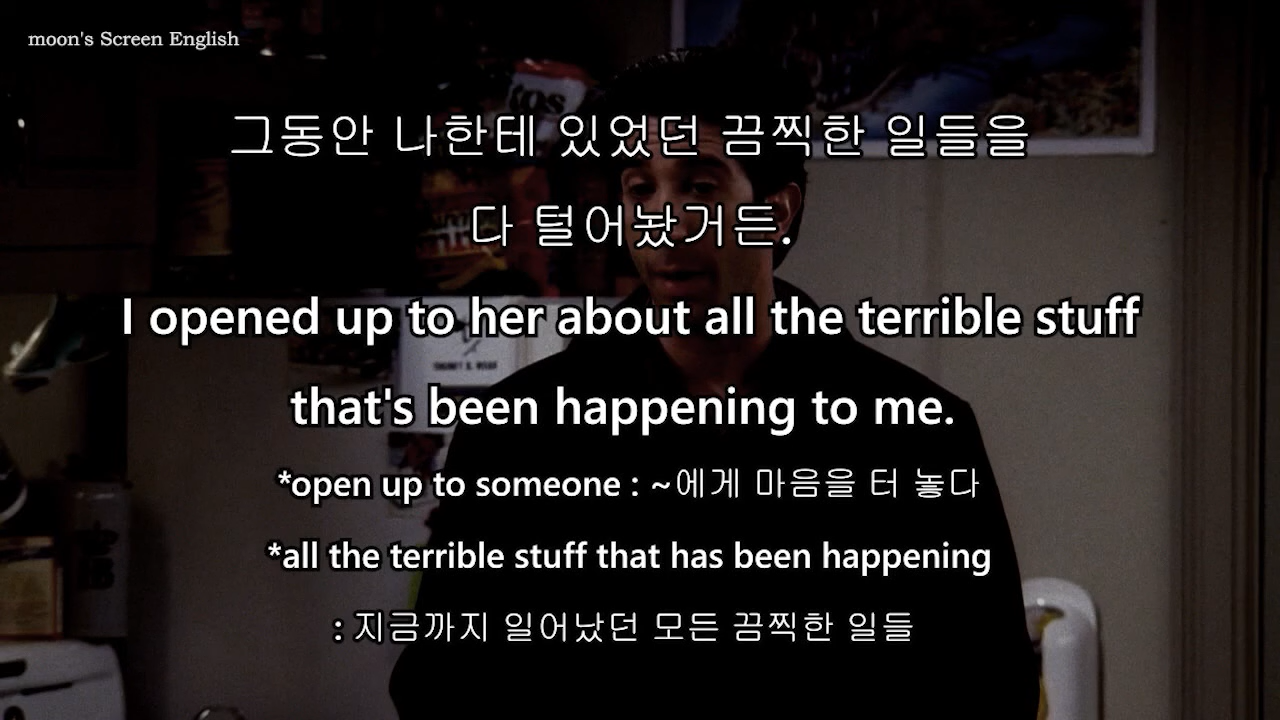 moon's Screen English
tos
그동안 나한테 있었던 끔찍한 일들을
다 털어놨거든.
I opened up to her about all the terrible stuff
that's been happening to me.
*open up to someone : ~에게 마음을 터 놓다
*all the terrible stuff that has been happening
: 지금까지 일어났던 모든 끔찍한 일들